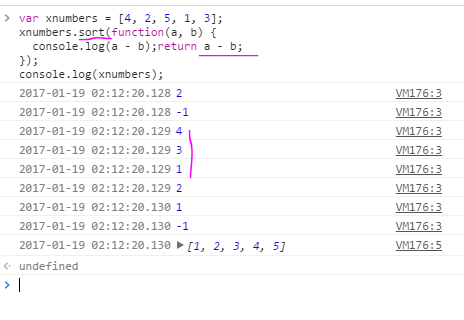 > var xnumbers = [4, 2, 5, 1, 3];
xnumbers.sort(function(a, b) {
  console.log(a - b);return a - b;
});
console.log(xnumbers);
2017-01-19 02:12:20.128 2 VM176:3
2017-01-19 02:12:20.128 -1 VM176:3
2017-01-19 02:12:20.129 4 VM176:3
2017-01-19 02:12:20.129 3 VM176:3
2017-01-19 02:12:20.129 1 VM176:3
2017-01-19 02:12:20.129 2 VM176:3
2017-01-19 02:12:20.130 1 VM176:3
2017-01-19 02:12:20.130 -1 VM176:3
2017-01-19 02:12:20.130 ▶[1, 2, 3, 4, 5] VM176:5
undefined
>